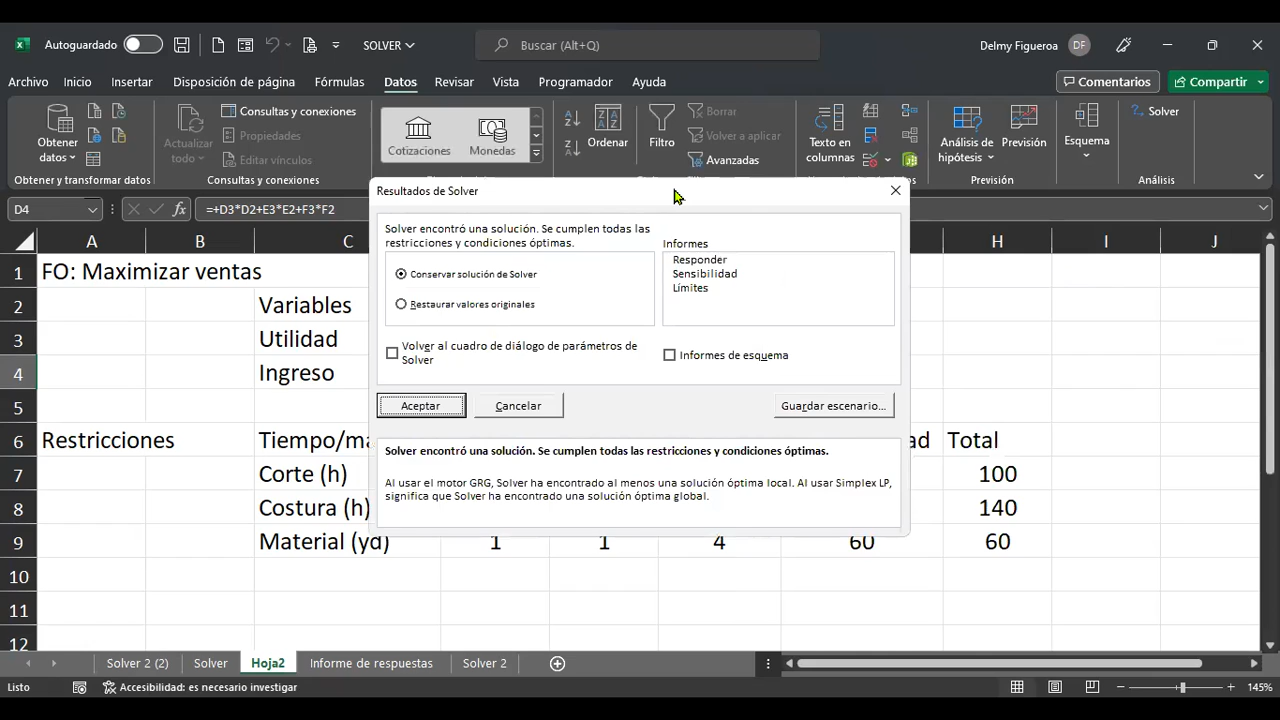 Autoguardado
SOLVER
Buscar (Alt+Q)
Delmy Figueroa DF
Archivo Inicio Insertar Disposición de página Fórmulas Datos Revisar Vista Programador Ayuda Comentarios Compartir
Obtener datos
Actualizar todo
Consultas y conexiones
Propiedades
Editar vínculos
Cotizaciones Monedas
Ordenar
Filtro
Borrar
Volver a aplicar
Avanzadas
Texto en columnas
Análisis de hipótesis
Previsión
Esquema
Solver
Obtener y transformar datos Consultas y conexiones Previsión Análisis
D4 =+D3*D2+E3*E2+F3*F2
Resultados de Solver
Solver encontró una solución. Se cumplen todas las
restricciones y condiciones óptimas.
Conservar solución de Solver
Restaurar valores originales
Informes
Responder
Sensibilidad
Límites
Volver al cuadro de diálogo de parámetros de
Solver
Informes de esquema
Aceptar Cancelar Guardar escenario...
Solver encontró una solución. Se cumplen todas las restricciones y condiciones óptimas.
Al usar el motor GRG, Solver ha encontrado al menos una solución óptima local. Al usar Simplex LP,
significa que Solver ha encontrado una solución óptima global.
A B C H I J
1 FO: Maximizar ventas
2 Variables
3 Utilidad
4 Ingreso
5
6 Restricciones Tiempo/ma ad Total
7 Corte (h) 100
8 Costura (h) 140
9 Material (yd) 1 1 4 60 60
10
11
12
Solver 2 (2) Solver Hoja2 Informe de respuestas Solver 2
Listo Accesibilidad: es necesario investigar 145%